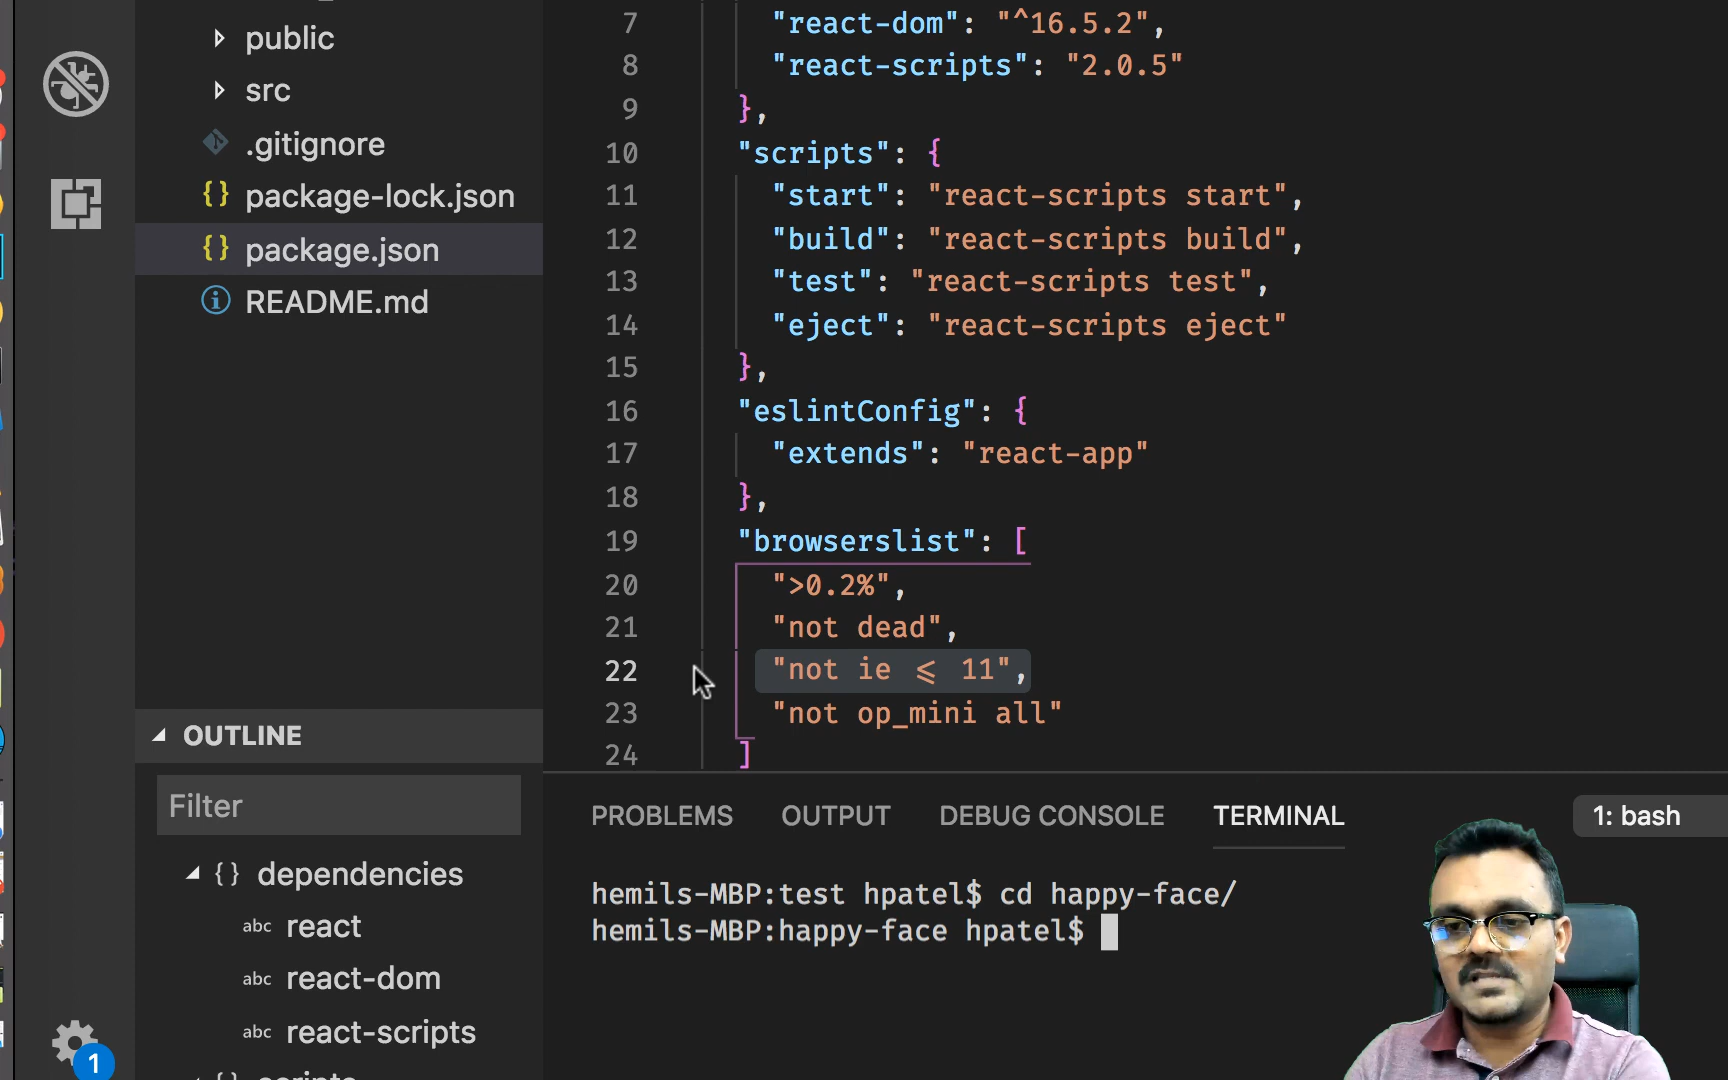 public
src
.gitignore
package-lock.json
package.json
README.md
OUTLINE
Filter
dependencies
abc react
abc react-dom
abc react-scripts
1
7 "react-dom": "^16.5.2",
8 "react-scripts": "2.0.5"
9 },
10 "scripts": {
11 "start": "react-scripts start",
12 "build": "react-scripts build",
13 "test": "react-scripts test",
14 "eject": "react-scripts eject"
15 },
16 "eslintConfig": {
17 "extends": "react-app"
18 },
19 "browserslist": [
20 ">0.2%",
21 "not dead",
22 "not ie <= 11",
23 "not op_mini all"
24 ]
PROBLEMS OUTPUT DEBUG CONSOLE TERMINAL 1: bash
hemils-MBP:test hpatel$ cd happy-face/
hemils-MBP:happy-face hpatel$